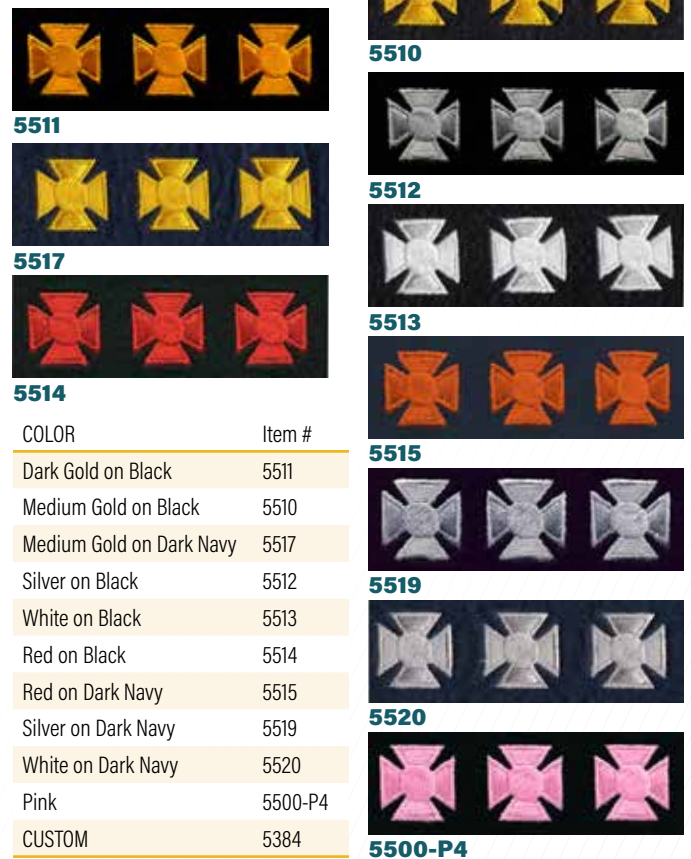 5511
5517
5514
COLOR Item #
Dark Gold on Black 5511
Medium Gold on Black 5510
Medium Gold on Dark Navy 5517
Silver on Black 5512
White on Black 5513
Red on Black 5514
Red on Dark Navy 5515
Silver on Dark Navy 5519
White on Dark Navy 5520
Pink 5500-P4
CUSTOM 5384
5510
5512
5513
5515
5519
5520
5500-P4